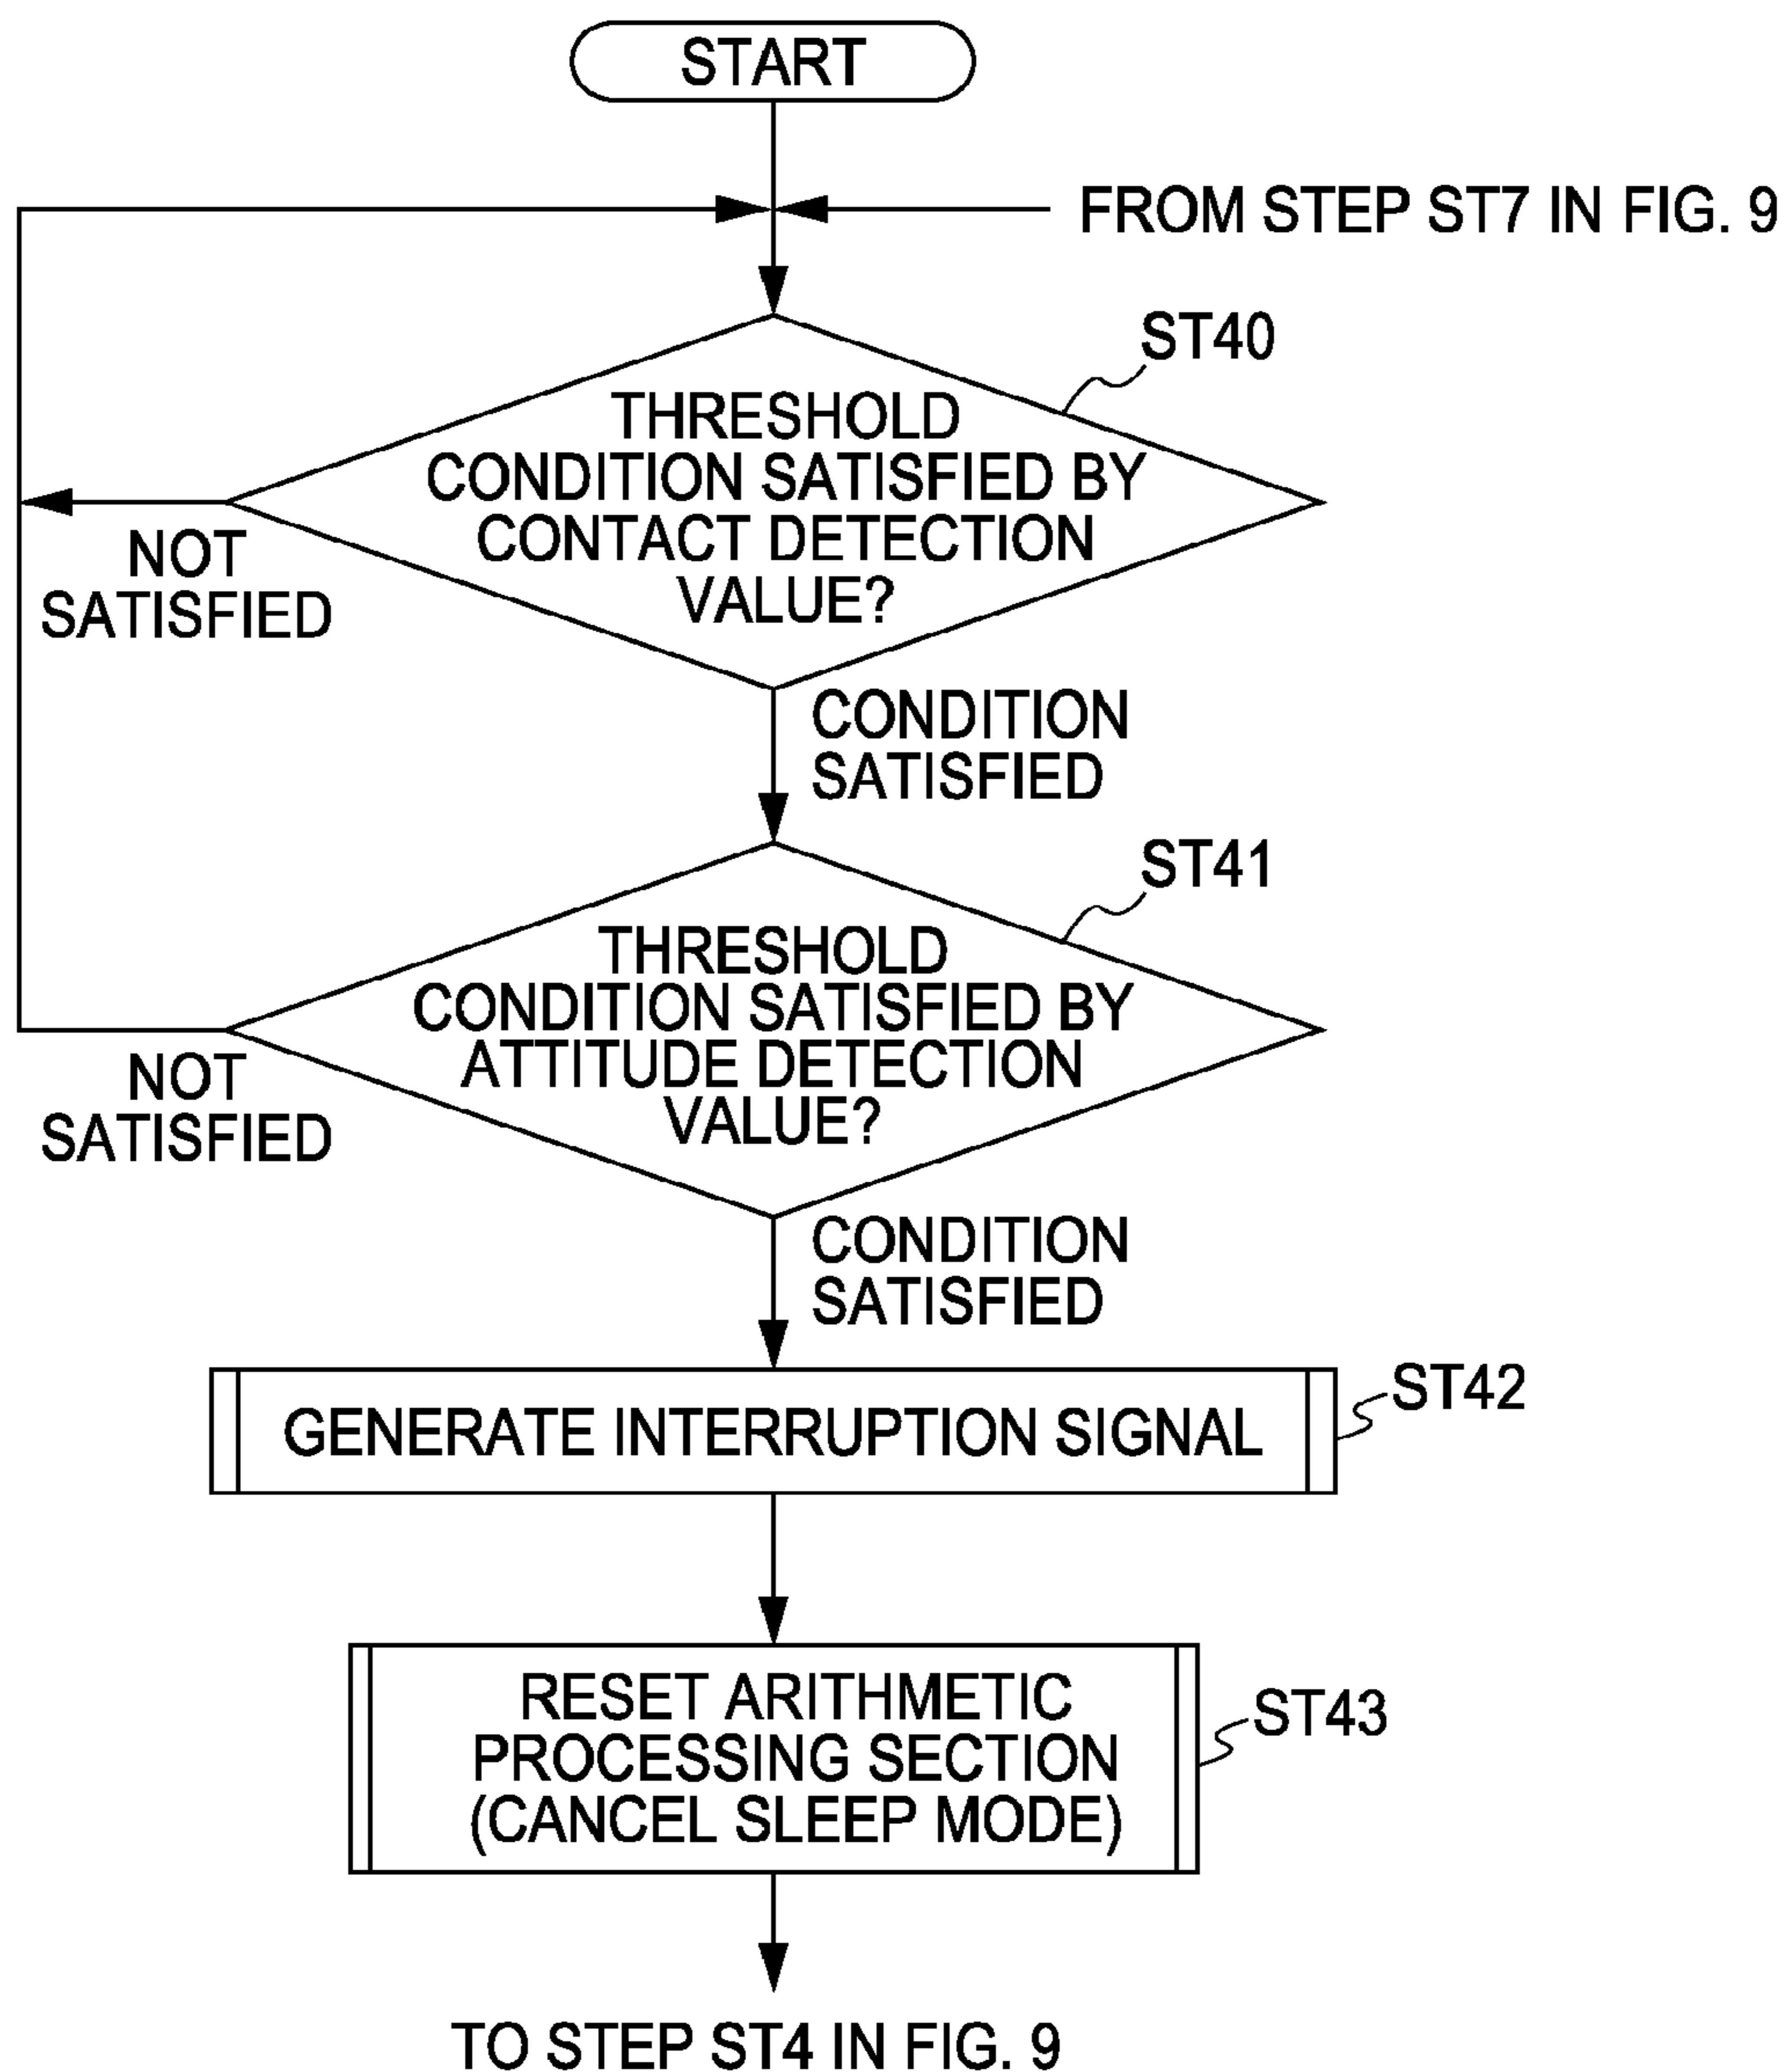 START
FROM STEP ST7 IN FIG. 9
ST40
THRESHOLD
CONDITION SATISFIED BY
CONTACT DETECTION
VALUE?
NOT
SATISFIED
CONDITION
SATISFIED
ST41
THRESHOLD
CONDITION SATISFIED BY
ATTITUDE DETECTION
VALUE?
NOT
SATISFIED
CONDITION
SATISFIED
ST42
GENERATE INTERRUPTION SIGNAL
RESET ARITHMETIC
PROCESSING SECTION
(CANCEL SLEEP MODE)
ST43
TO STEP ST4 IN FIG. 9